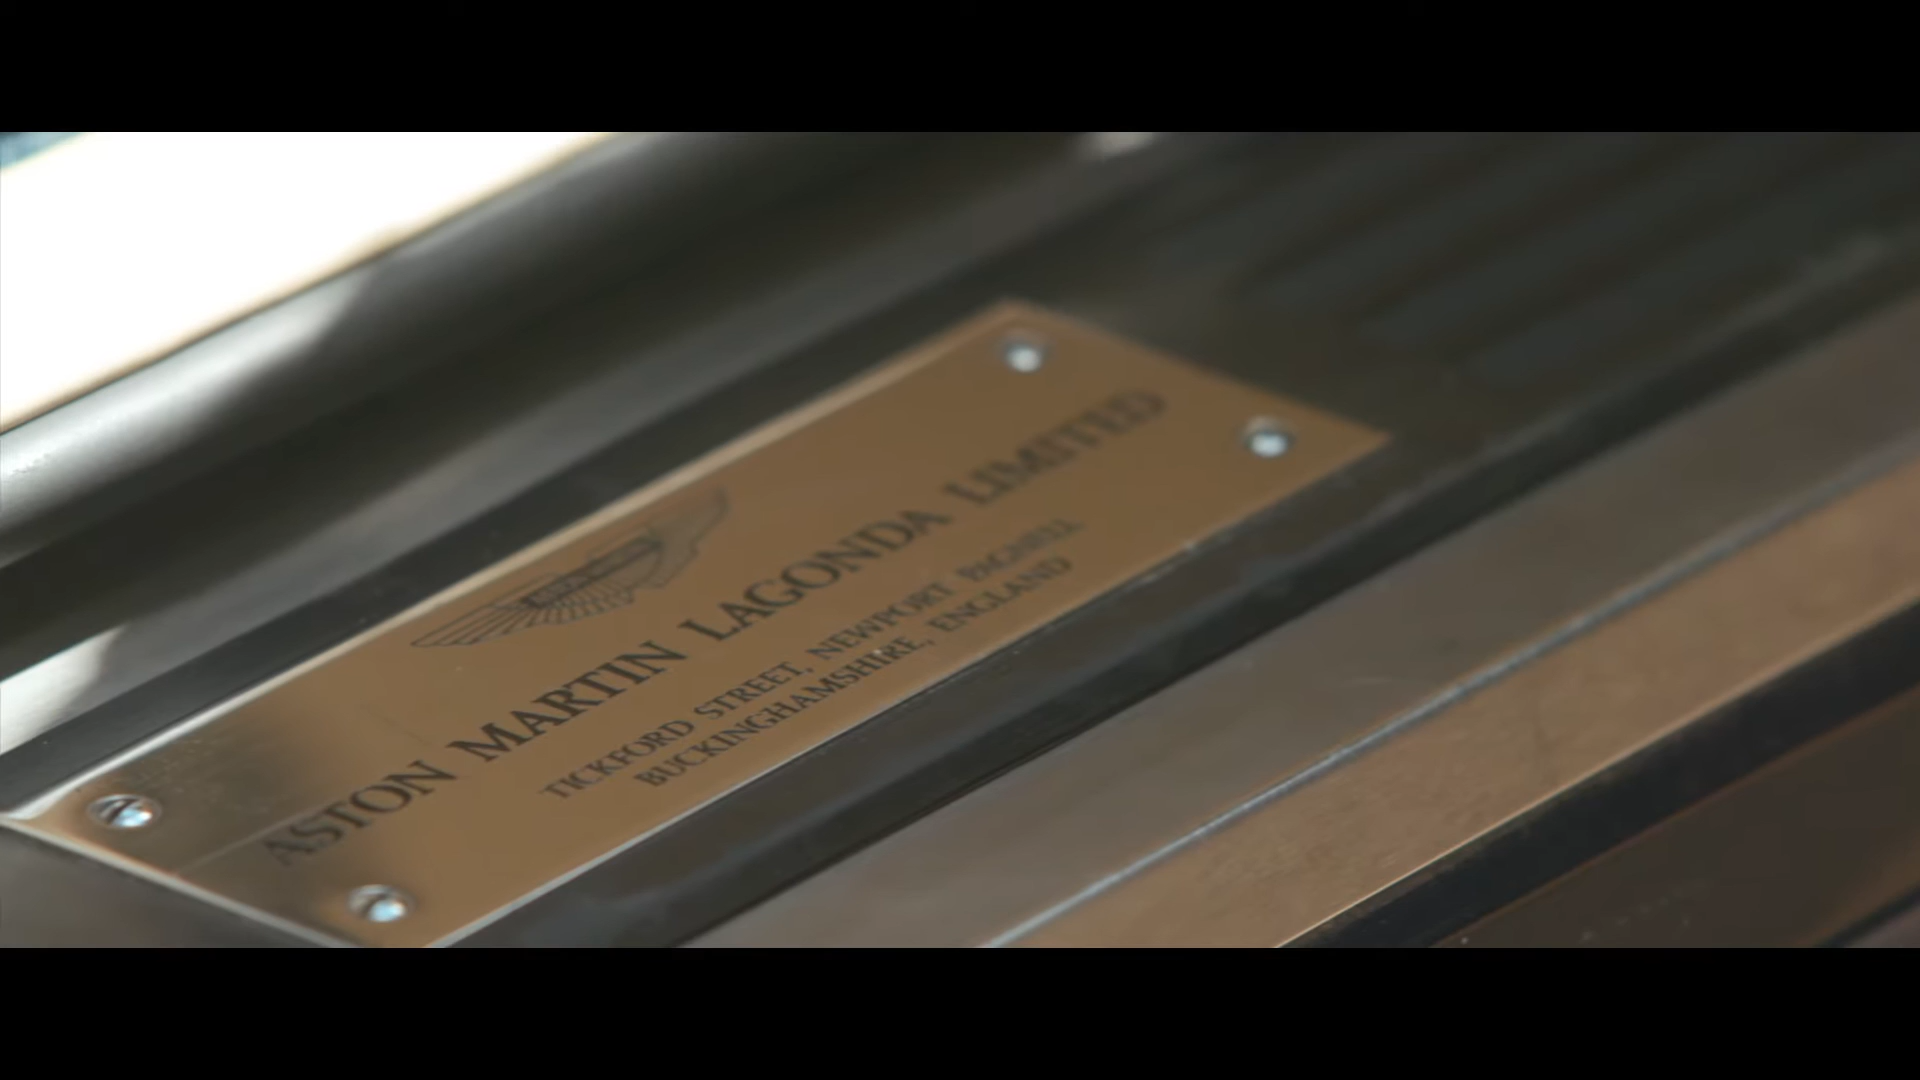 ASTON MARTIN LAGONDA LIMITED
TICKFORD STREET, NEWPORT PAGNELL
BUCKINGHAMSHIRE, ENGLAND